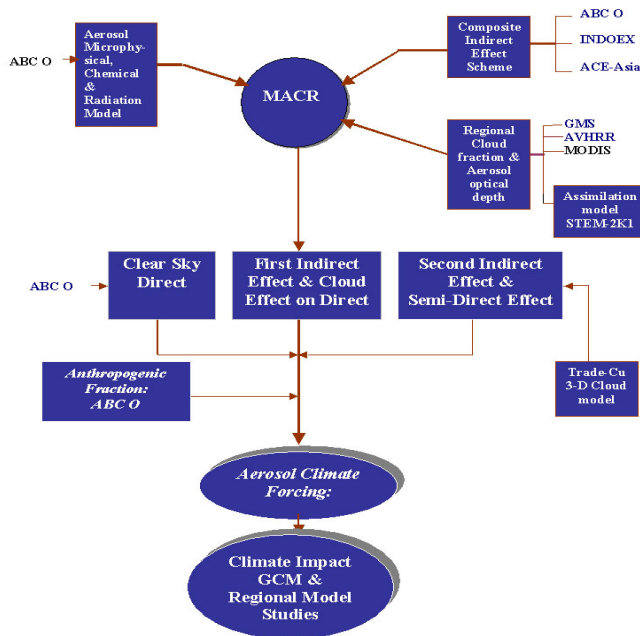 ABC O
Aerosol
Microphy-
sical,
Chemical
&
Radiation
Model
MACR
Composite
Indirect
Effect
Scheme
ABC O
INDOEX
ACE-Asia
Regional
Cloud
fraction &
Aerosol
optical
depth
GMS
AVHRR
MODIS
Assimilation
model
STEM-2K1
ABC O
Clear Sky
Direct
First Indirect
Effect & Cloud
Effect on Direct
Second Indirect
Effect &
Semi-Direct Effect
Anthropogenic
Fraction:
ABC O
Trade-Cu
3-D Cloud
model
Aerosol Climate
Forcing:
Climate Impact
GCM &
Regional Model
Studies